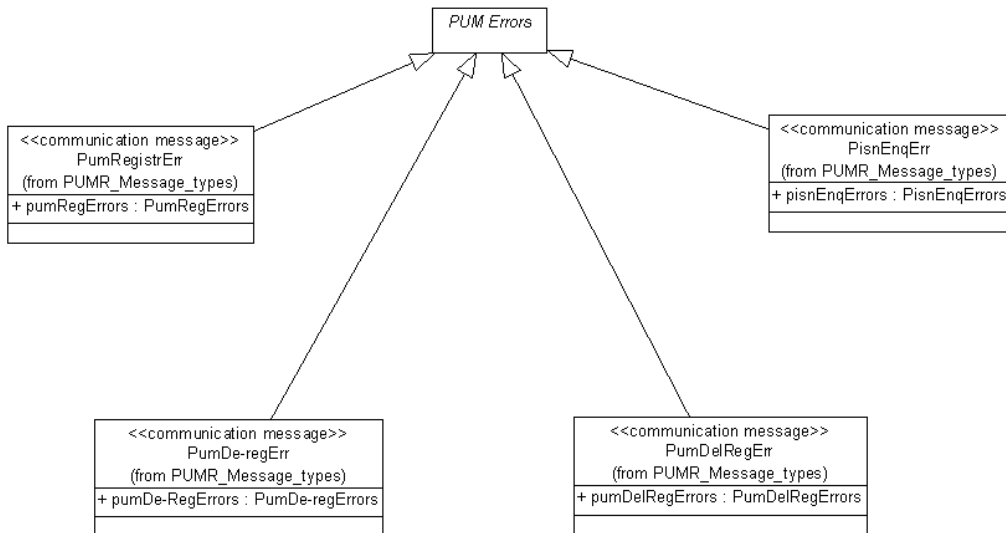 PUM Errors
<<communication message>>
PumRegistrErr
(from PUMR_Message_types)
+ pumRegErrors : PumRegErrors
<<communication message>>
PisnEnqErr
(from PUMR_Message_types)
+ pisnEnqErrors : PisnEnqErrors
<<communication message>>
PumDe-regErr
(from PUMR_Message_types)
+ pumDe-RegErrors : PumDe-regErrors
<<communication message>>
PumDelRegErr
(from PUMR_Message_types)
+ pumDelRegErrors : PumDelRegErrors